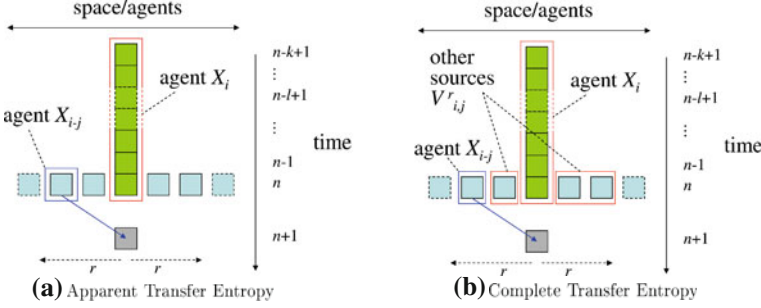 space/agents
n-k+1
⋮
n-l+1
⋮
n-1
n
n+1
time
agent X_i
agent X_{i-j}
r
r
(a) Apparent Transfer Entropy
space/agents
n-k+1
⋮
n-l+1
⋮
n-1
n
n+1
time
other
sources
V^r_{i,j}
agent X_i
agent X_{i-j}
r
r
(b) Complete Transfer Entropy